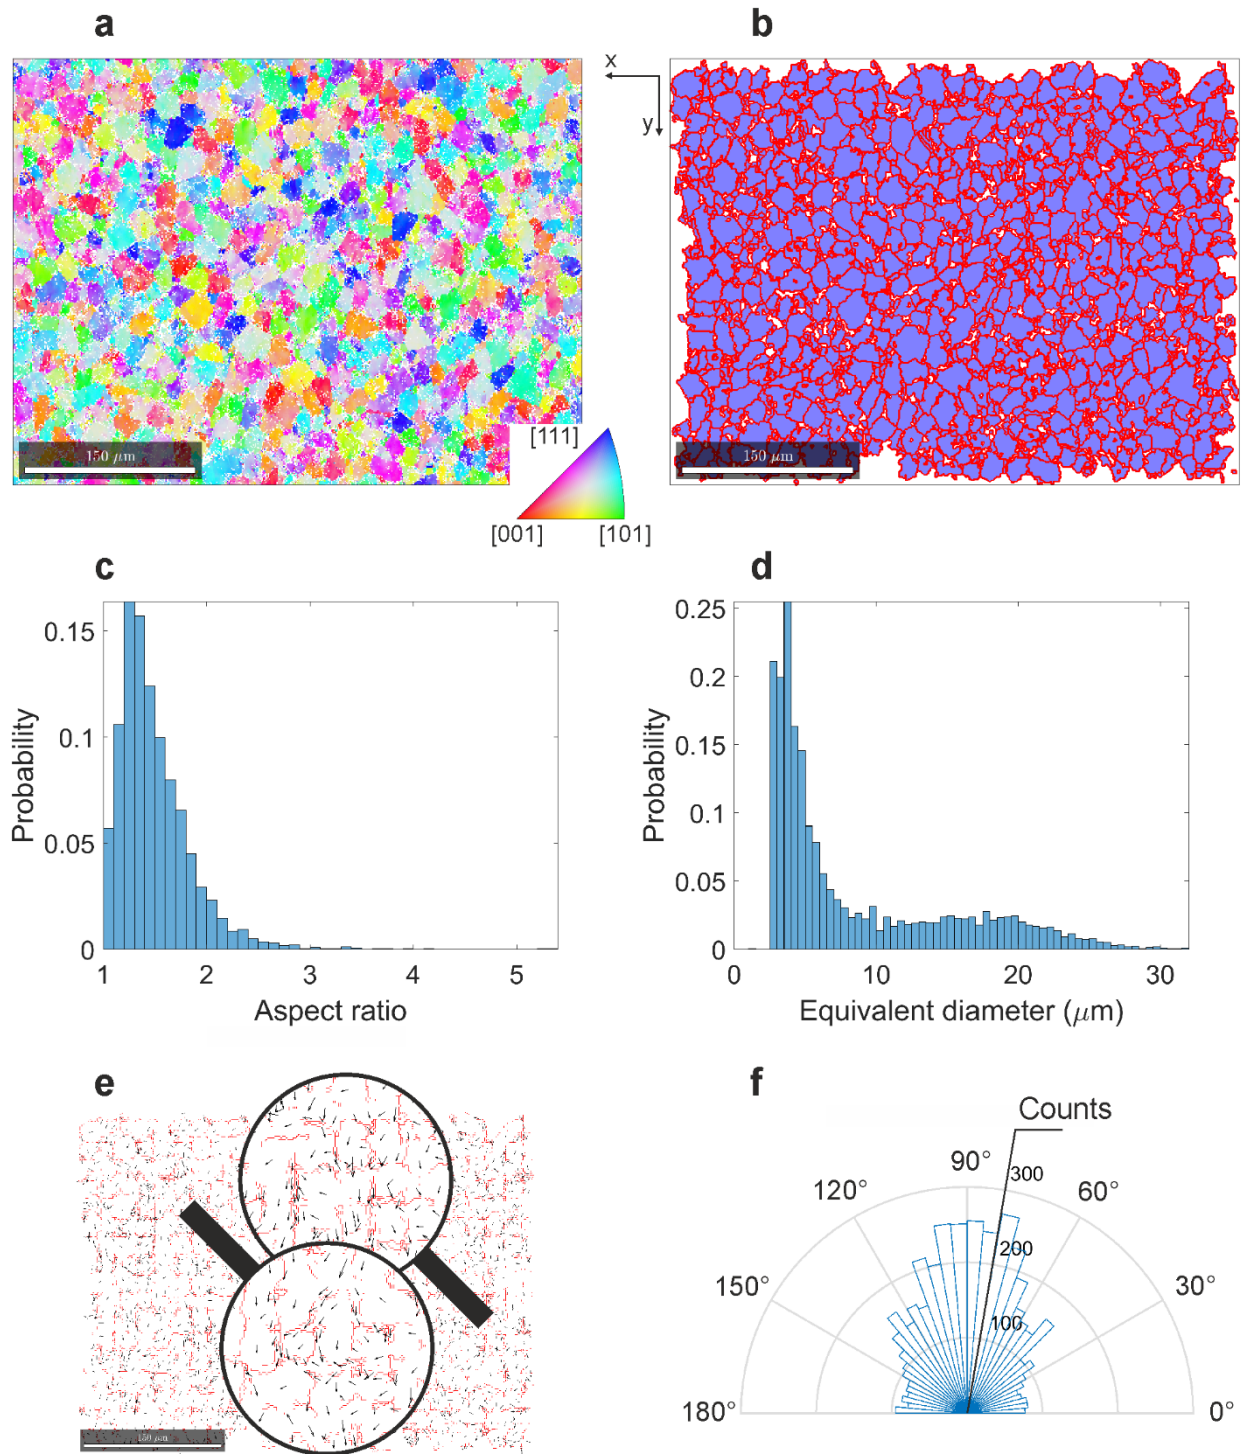 a
b
x
y
150 μm
[111]
[001]
[101]
150 μm
c
d
Probability
0.15
0.1
0.05
0
1
2
3
4
5
Aspect ratio
Probability
0.25
0.2
0.15
0.1
0.05
0
0
10
20
30
Equivalent diameter (μm)
e
150 μm
f
Counts
90°
300
120°
60°
200
150°
30°
100
180°
0°